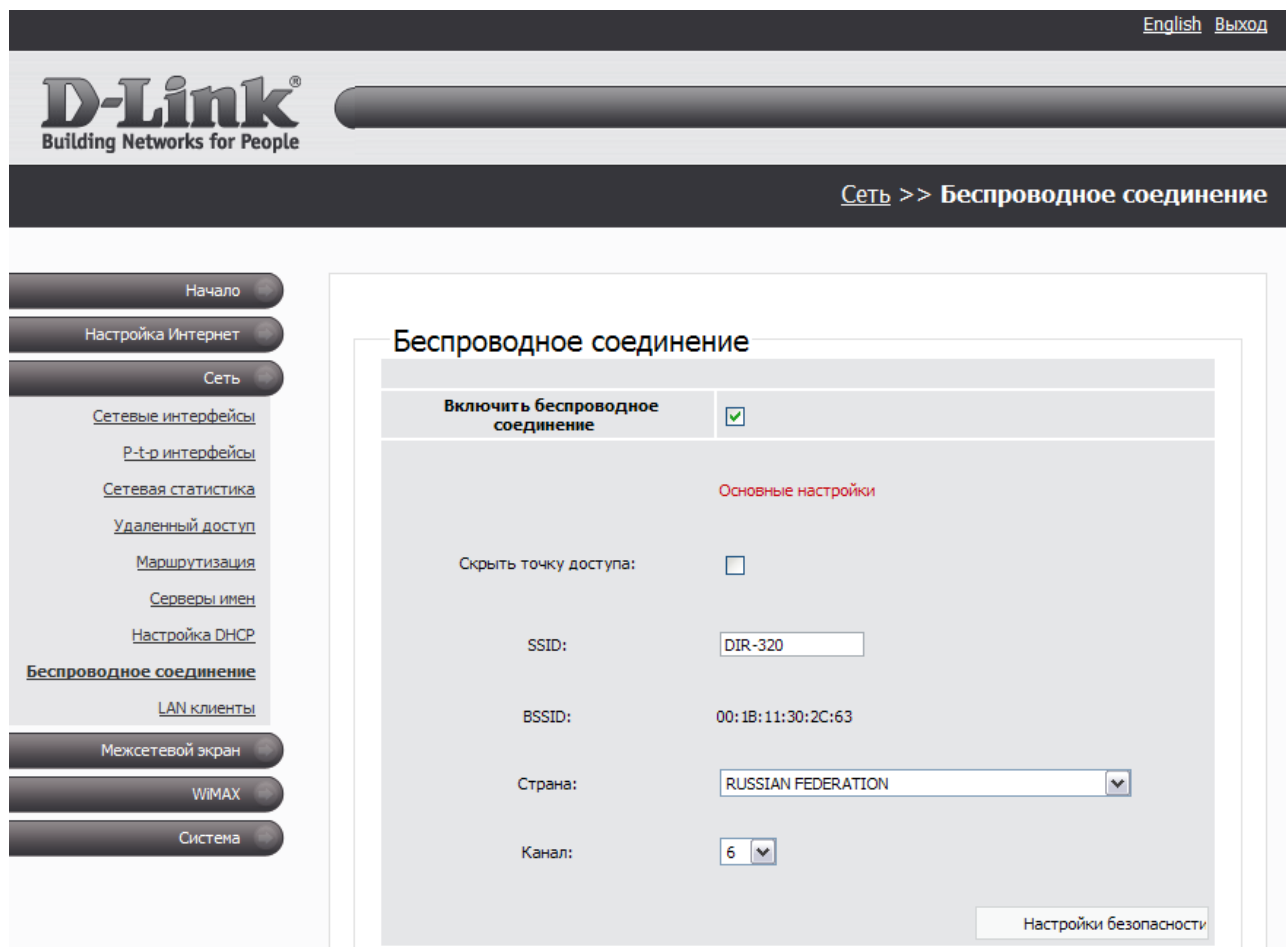 English Выход
D-Link®
Building Networks for People
Сеть >> Беспроводное соединение
Начало
Настройка Интернет
Сеть
Сетевые интерфейсы
P-t-p интерфейсы
Сетевая статистика
Удаленный доступ
Маршрутизация
Серверы имен
Настройка DHCP
Беспроводное соединение
LAN клиенты
Межсетевой экран
WiMAX
Система
Беспроводное соединение
Включить беспроводное
соединение
Основные настройки
Скрыть точку доступа:
SSID: DIR-320
BSSID: 00:1B:11:30:2C:63
Страна: RUSSIAN FEDERATION
Канал: 6
Настройки безопасности